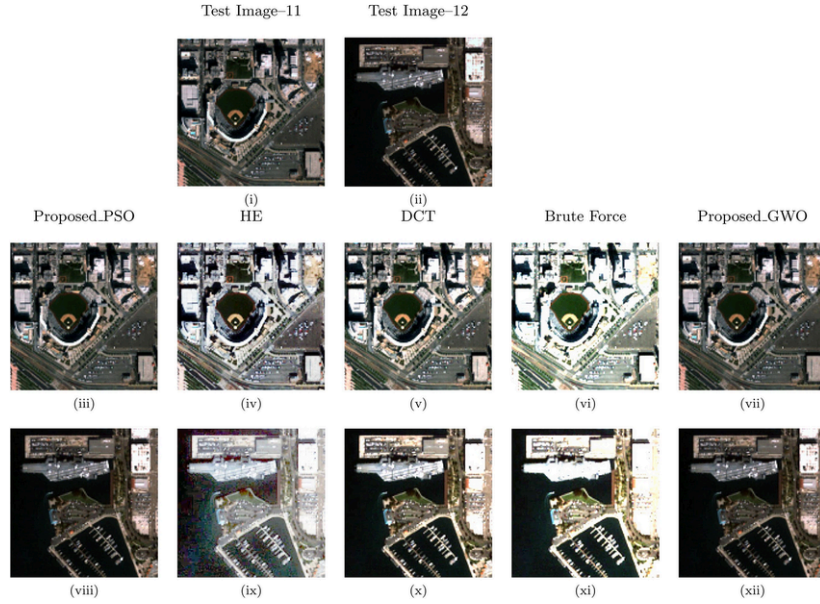 Test Image–11 Test Image–12
(i) (ii)
Proposed_PSO HE DCT Brute Force Proposed_GWO
(iii) (iv) (v) (vi) (vii)
(viii) (ix) (x) (xi) (xii)